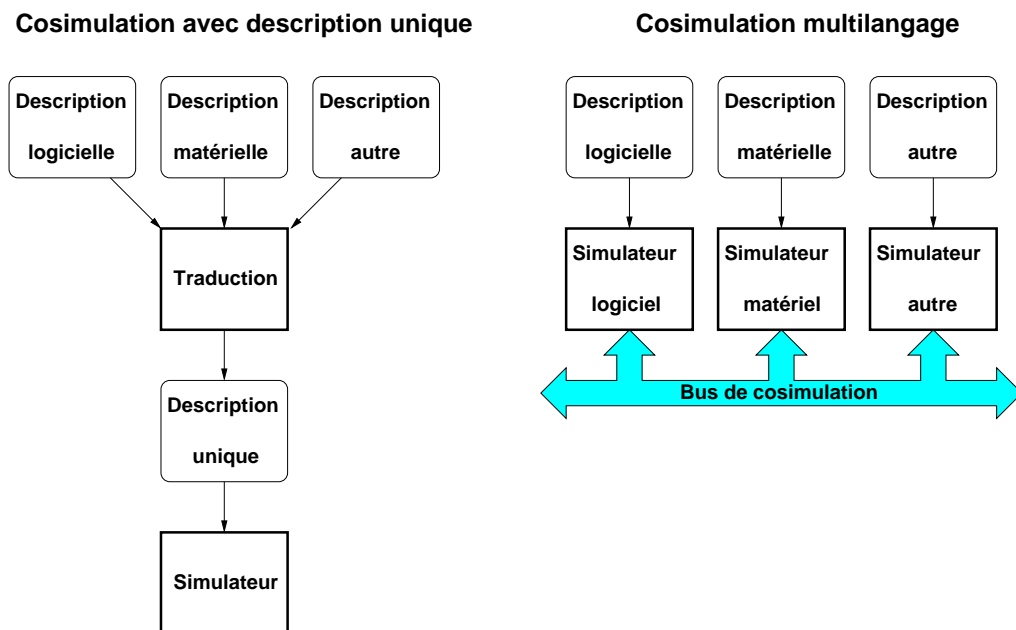 Cosimulation avec description unique
Description
logicielle
Description
matérielle
Description
autre
Traduction
Description
unique
Simulateur
Cosimulation multilangage
Description
logicielle
Description
matérielle
Description
autre
Simulateur
logiciel
Simulateur
matériel
Simulateur
autre
Bus de cosimulation